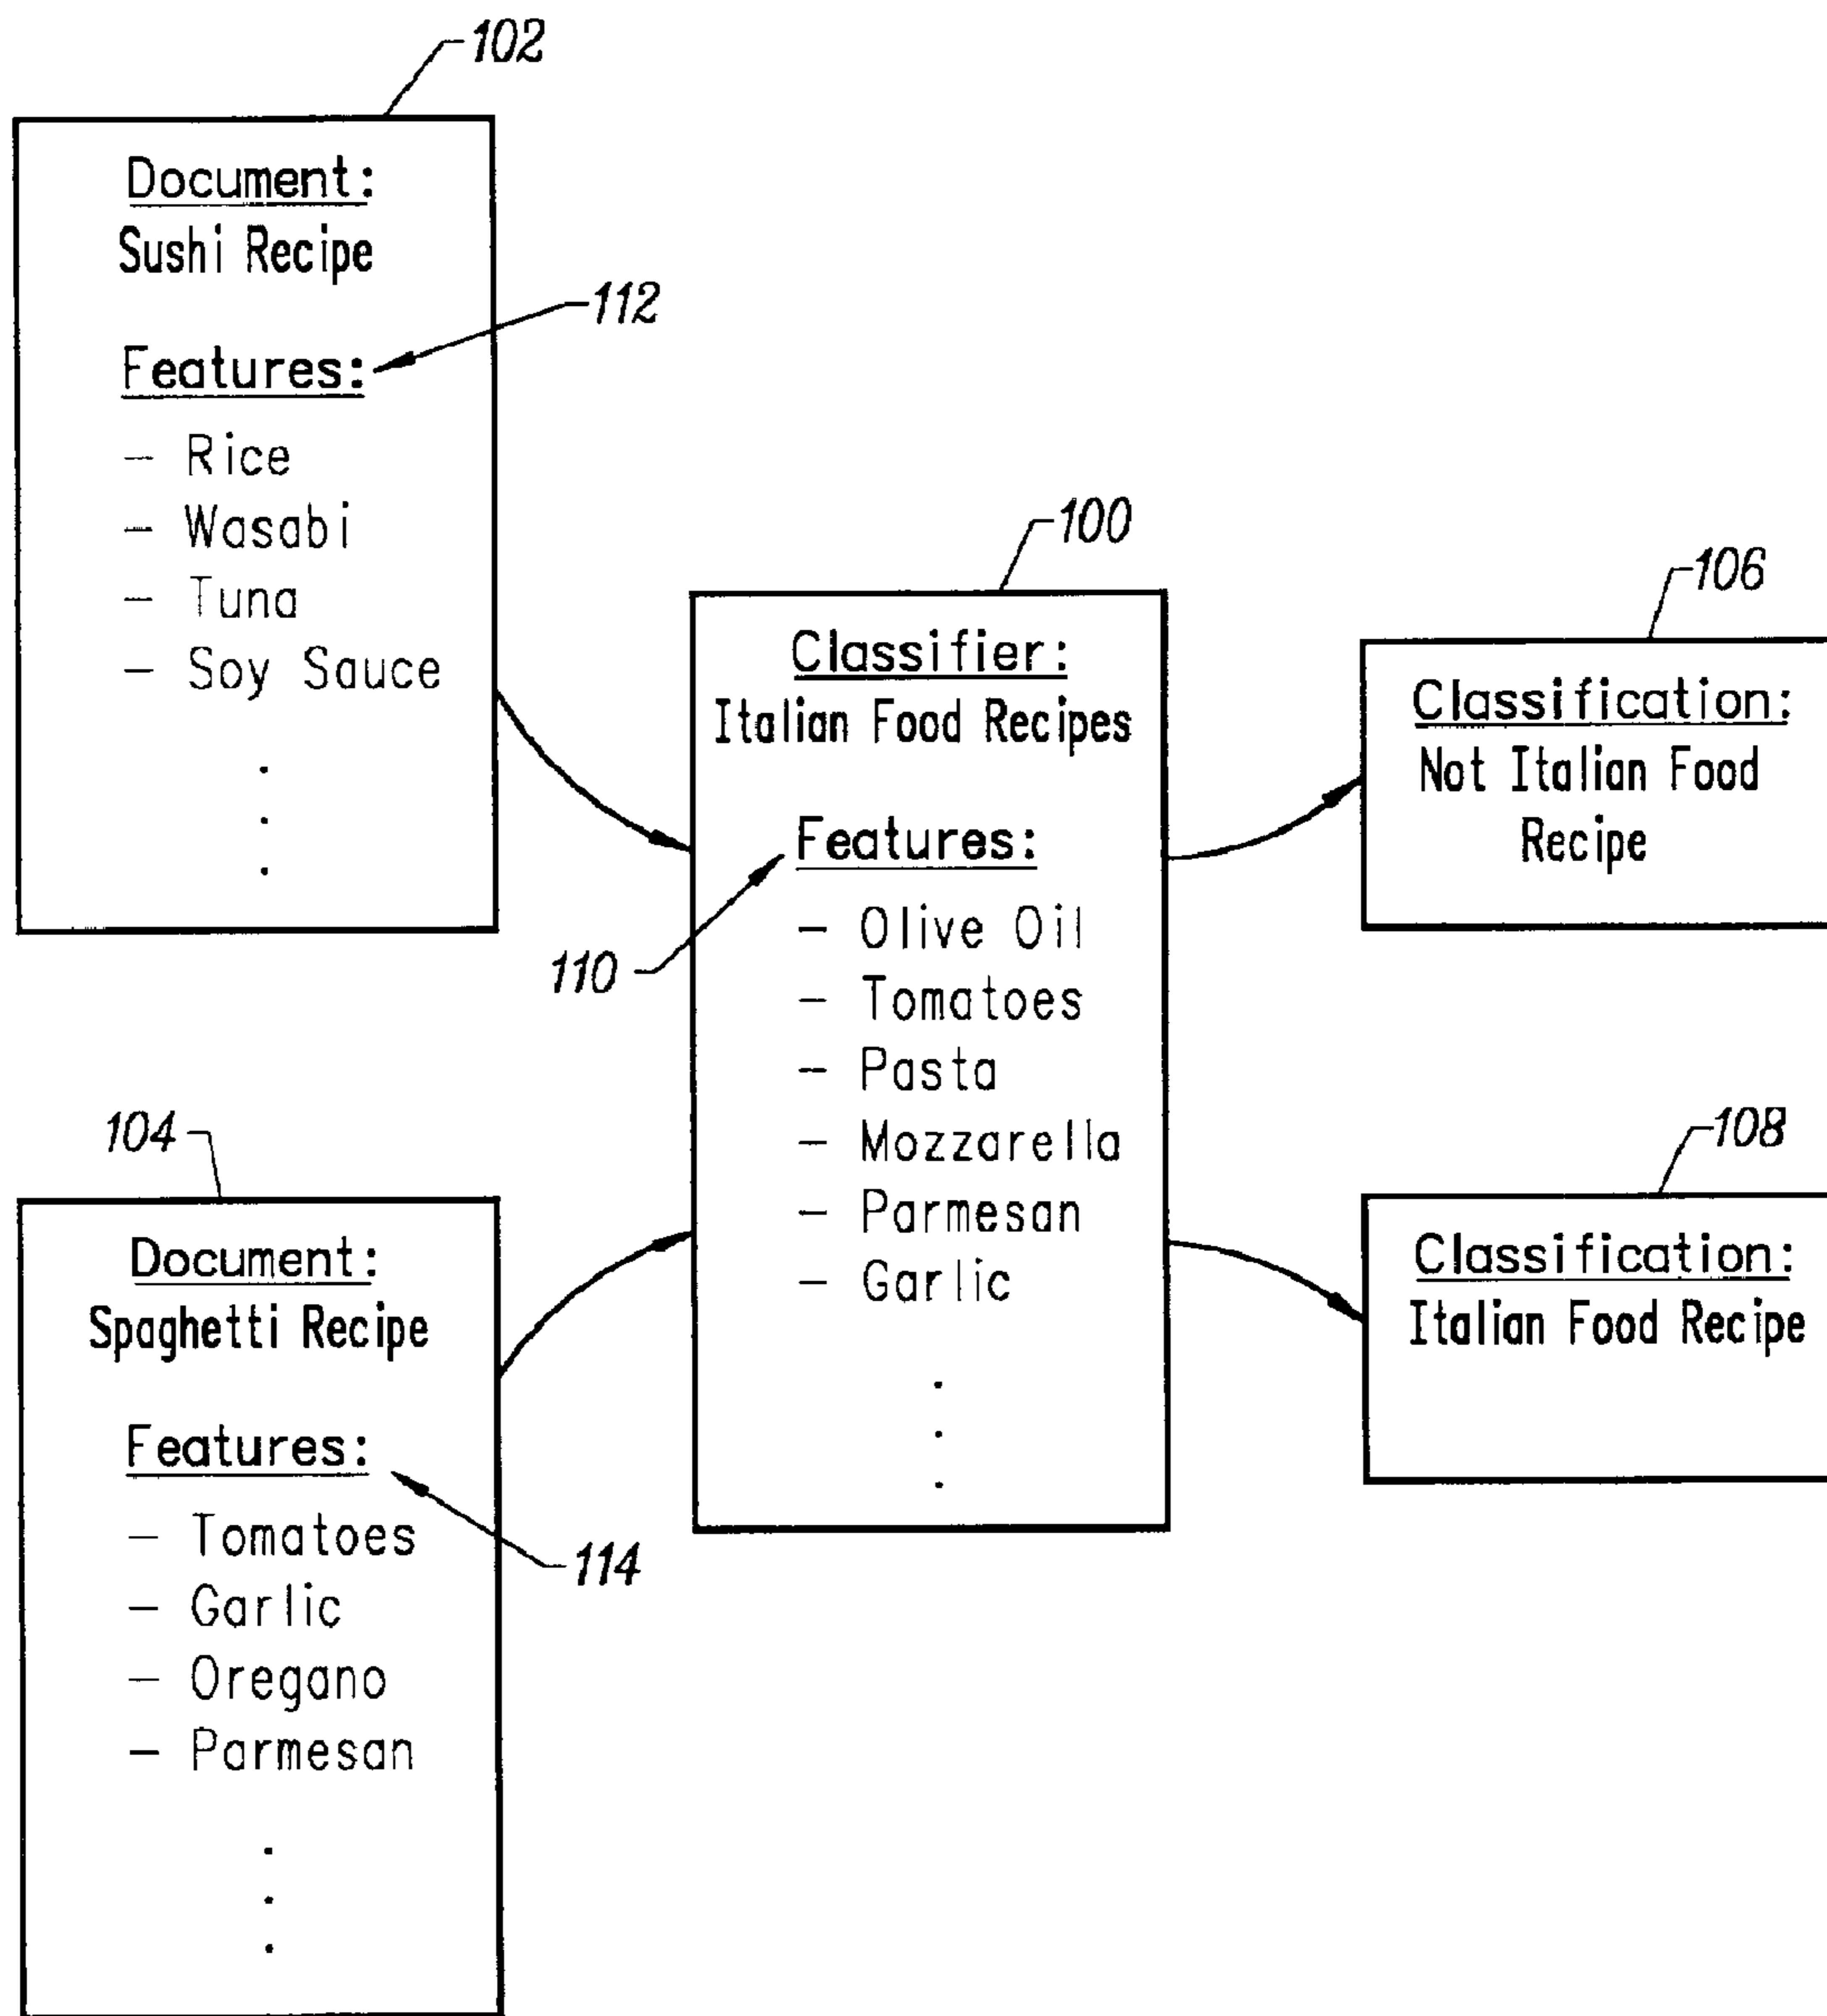 102
Document:
Sushi Recipe
112
Features:
- Rice
- Wasabi
- Tuna
- Soy Sauce
.
.
.
104
Document:
Spaghetti Recipe
Features:
114
- Tomatoes
- Garlic
- Oregano
- Parmesan
.
.
.
100
Classifier:
Italian Food Recipes
Features:
110
- Olive Oil
- Tomatoes
- Pasta
- Mozzarella
- Parmesan
- Garlic
.
.
.
106
Classification:
Not Italian Food
Recipe
108
Classification:
Italian Food Recipe